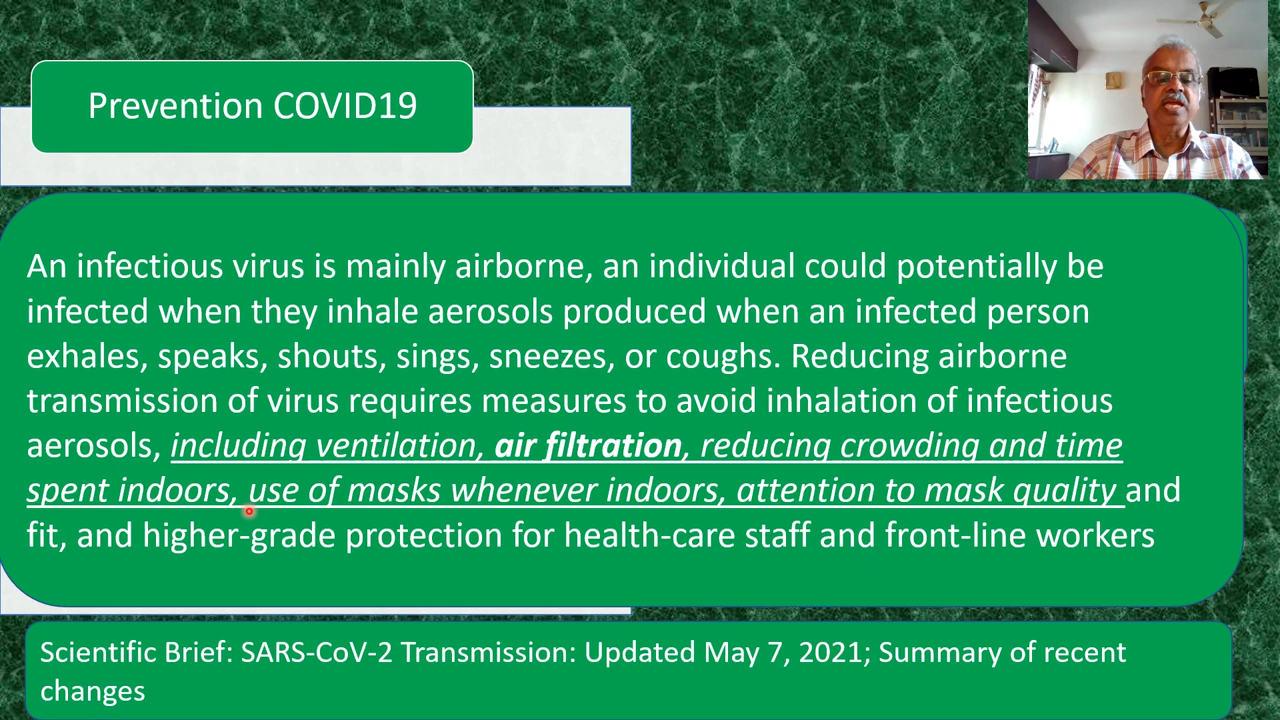 Prevention COVID19
An infectious virus is mainly airborne, an individual could potentially be
infected when they inhale aerosols produced when an infected person
exhales, speaks, shouts, sings, sneezes, or coughs. Reducing airborne
transmission of virus requires measures to avoid inhalation of infectious
aerosols, including ventilation, air filtration, reducing crowding and time
spent indoors, use of masks whenever indoors, attention to mask quality and
fit, and higher-grade protection for health-care staff and front-line workers
Scientific Brief: SARS-CoV-2 Transmission: Updated May 7, 2021; Summary of recent
changes